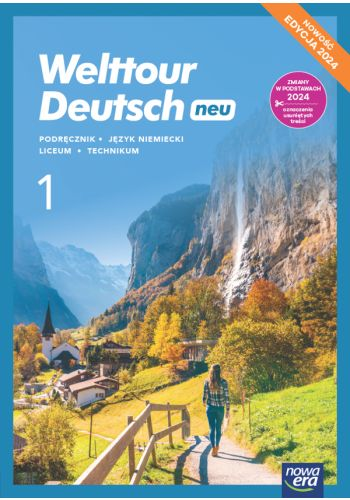 Welttour
Deutsch neu
PODRĘCZNIK • JĘZYK NIEMIECKI
LICEUM • TECHNIKUM
1
NOWOŚĆ
EDYCJA 2024
ZMIANY
W PODSTAWACH
2024
oznaczenia
usuniętych
treści
nowa
era